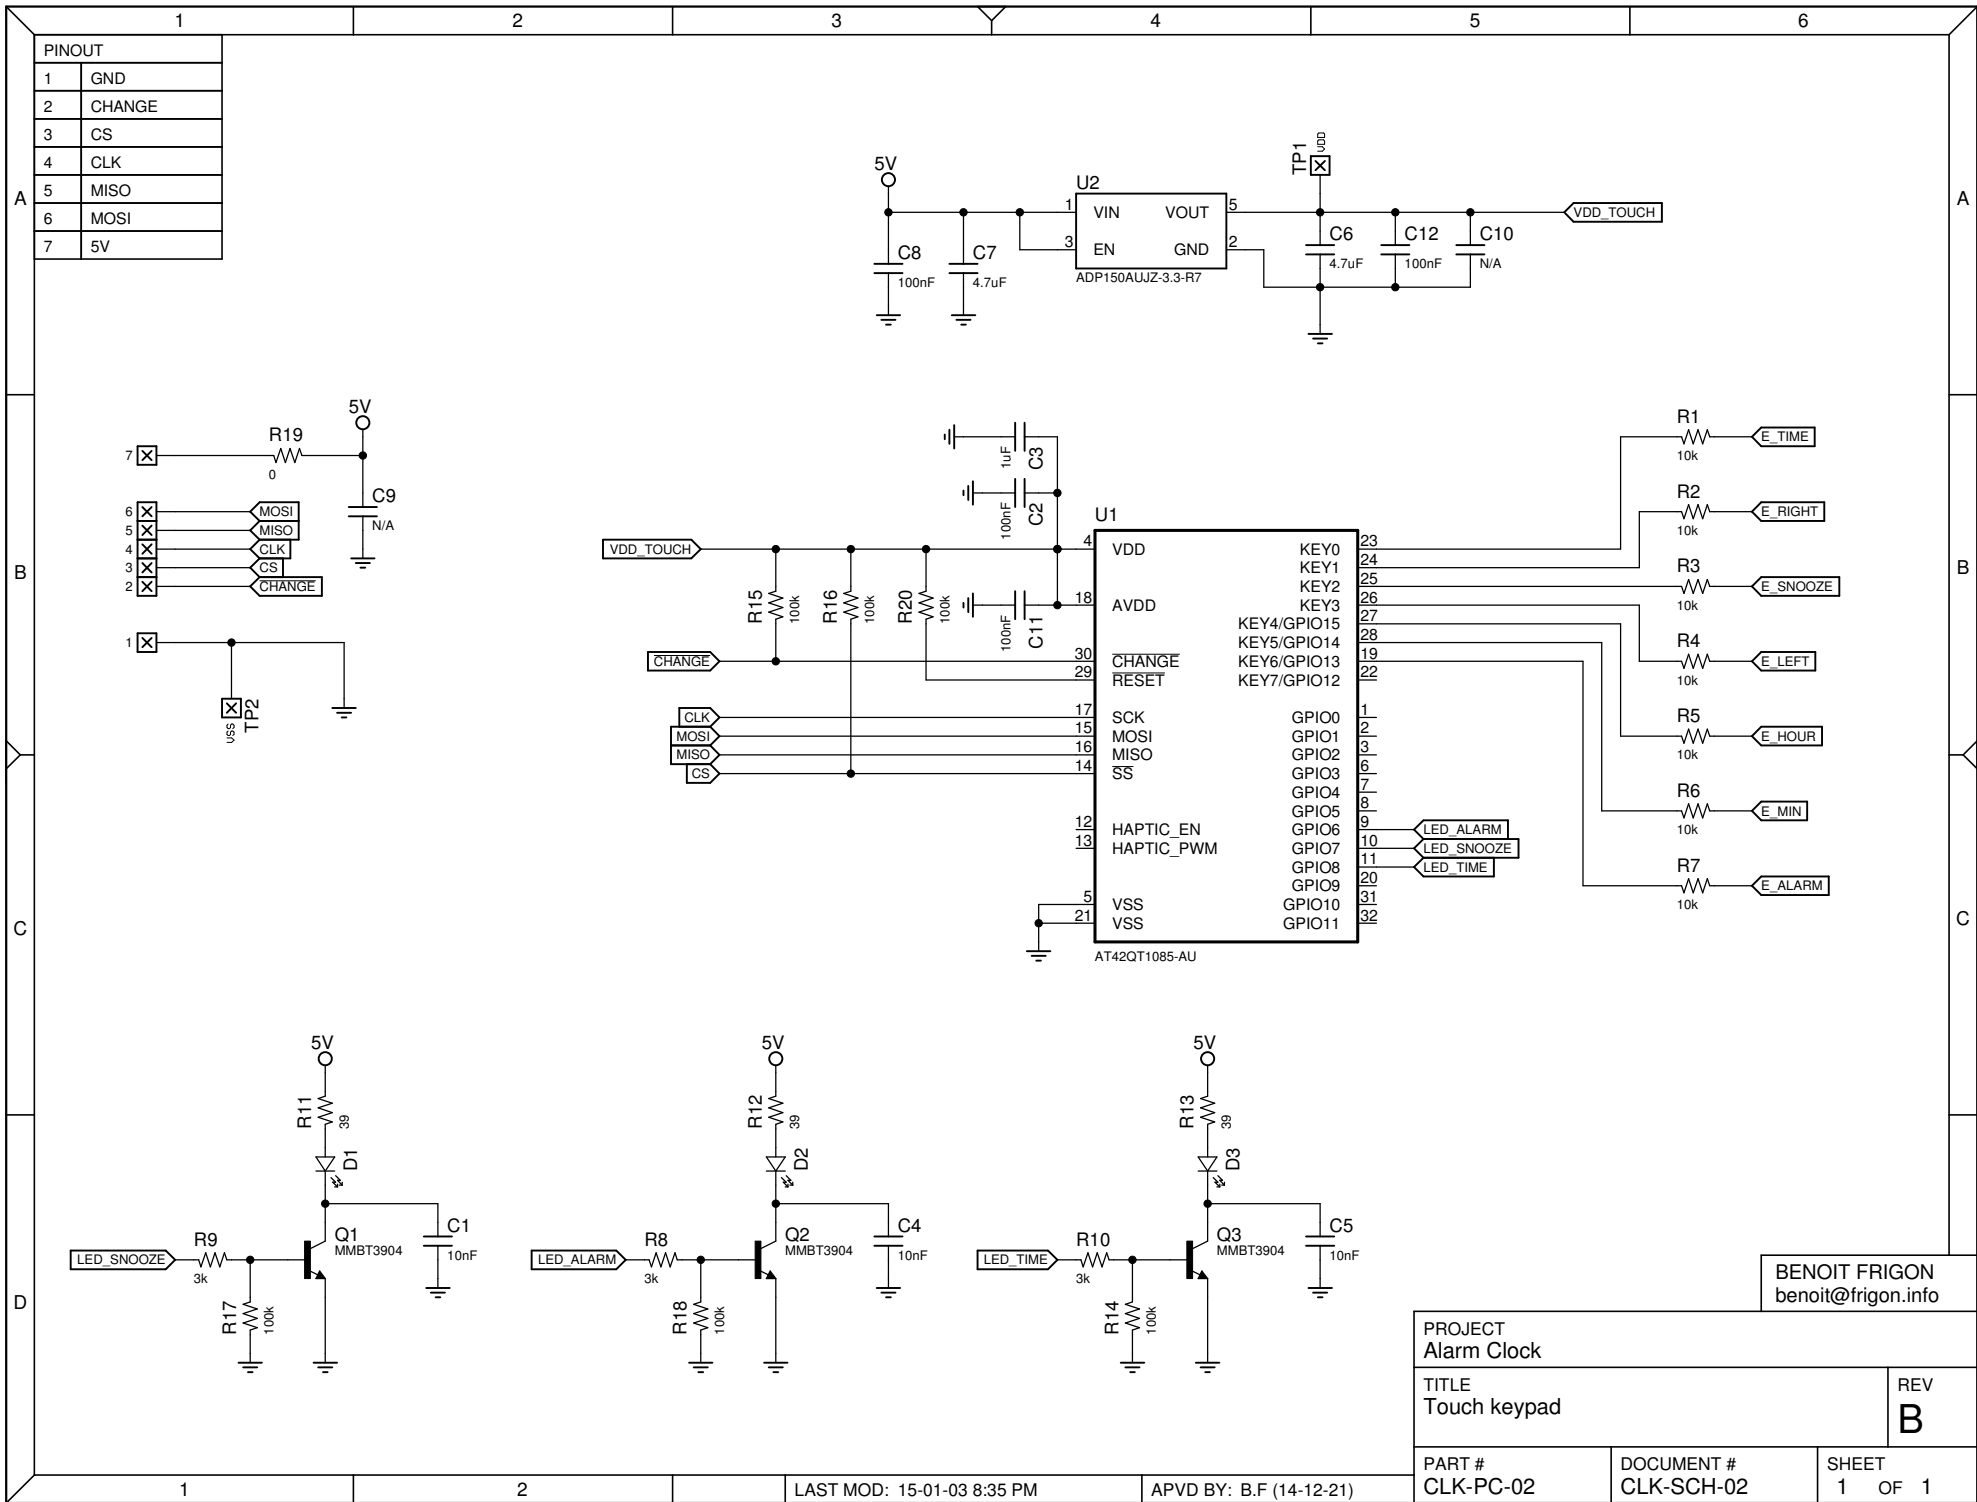 1 2 3 4 5 6
PINOUT
1 GND
2 CHANGE
3 CS
4 CLK
5 MISO
6 MOSI
7 5V
A
A
5V
C8
100nF
C7
4.7uF
U2
1 VIN VOUT 5
3 EN GND 2
ADP150AUJZ-3.3-R7
TP1
VDD
C6
4.7uF
C12
100nF
C10
N/A
VDD_TOUCH
B
B
5V
R19
0
C9
N/A
7
6 MOSI
5 MISO
4 CLK
3 CS
2 CHANGE
1
VSS
TP2
C3
1uF
C2
100nF
C11
100nF
VDD_TOUCH
R15
100k
R16
100k
R20
100k
CHANGE
CLK
MOSI
MISO
CS
U1
4 VDD
18 AVDD
30 CHANGE
29 RESET
17 SCK
15 MOSI
16 MISO
14 SS
12 HAPTIC_EN
13 HAPTIC_PWM
5 VSS
21 VSS
KEY0 23
KEY1 24
KEY2 25
KEY3 26
KEY4/GPIO15 27
KEY5/GPIO14 28
KEY6/GPIO13 19
KEY7/GPIO12 22
GPIO0 1
GPIO1 2
GPIO2 3
GPIO3 6
GPIO4 7
GPIO5 8
GPIO6 9 LED_ALARM
GPIO7 10 LED_SNOOZE
GPIO8 11 LED_TIME
GPIO9 20
GPIO10 31
GPIO11 32
AT42QT1085-AU
R1
10k
E_TIME
R2
10k
E_RIGHT
R3
10k
E_SNOOZE
R4
10k
E_LEFT
R5
10k
E_HOUR
R6
10k
E_MIN
R7
10k
E_ALARM
C
C
5V
R11
39
D1
Q1
MMBT3904
C1
10nF
LED_SNOOZE
R9
3k
R17
100k
5V
R12
39
D2
Q2
MMBT3904
C4
10nF
LED_ALARM
R8
3k
R18
100k
5V
R13
39
D3
Q3
MMBT3904
C5
10nF
LED_TIME
R10
3k
R14
100k
D
BENOIT FRIGON
benoit@frigon.info
PROJECT
Alarm Clock
TITLE
Touch keypad
REV
B
PART #
CLK-PC-02
DOCUMENT #
CLK-SCH-02
SHEET
1 OF 1
1 2
LAST MOD: 15-01-03 8:35 PM
APVD BY: B.F (14-12-21)